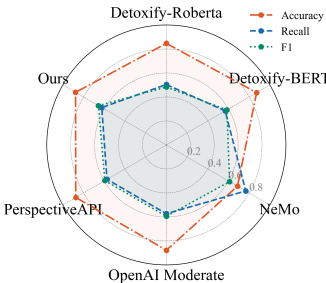 Detoxify-Roberta
Accuracy
Recall
F1
Ours
Detoxify-BERT
0.2
0.4
0.8
PerspectiveAPI
NeMo
OpenAI Moderate